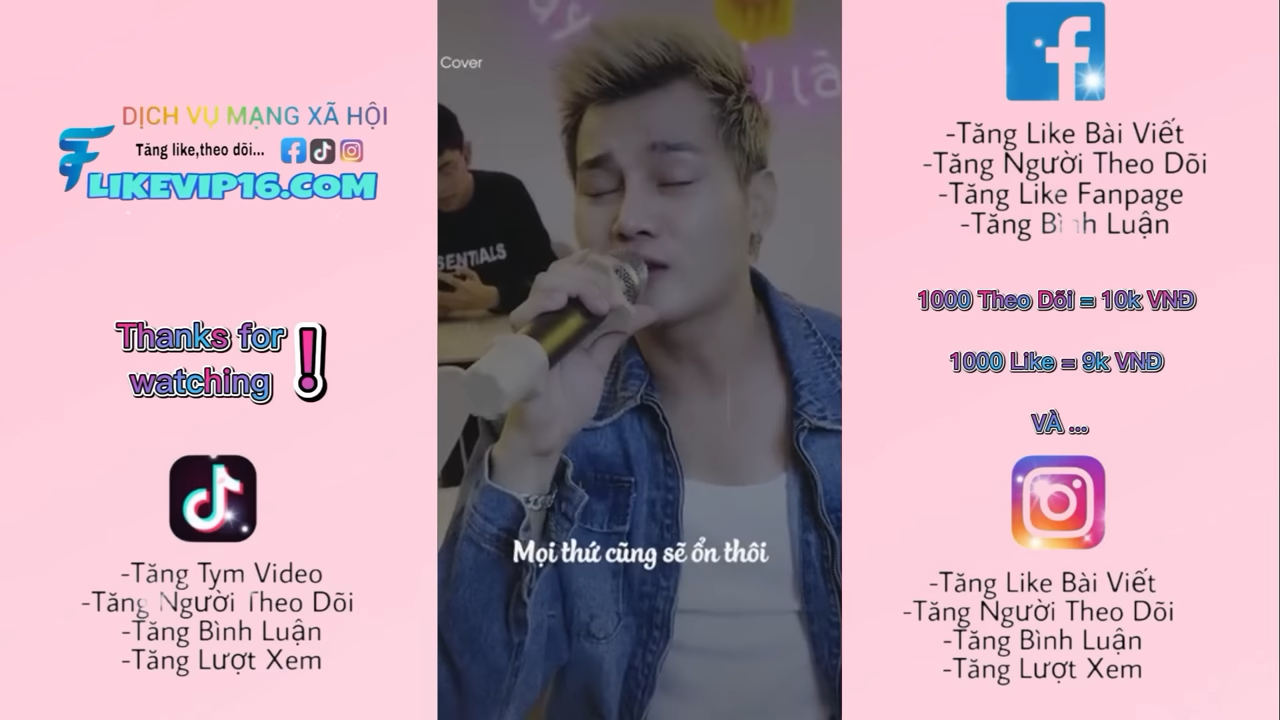 DỊCH VỤ MẠNG XÃ HỘI
Tăng like,theo dõi...
LIKEVIP16.COM
Thanks for
watching !
-Tăng Tym Video
-Tăng Người Theo Dõi
-Tăng Bình Luận
-Tăng Lượt Xem
Cover
SENTIALS
Mọi thứ cũng sẽ ổn thôi
-Tăng Like Bài Viết
-Tăng Người Theo Dõi
-Tăng Like Fanpage
-Tăng Bình Luận
1000 Theo Dõi = 10k VNĐ
1000 Like = 9k VNĐ
VÀ ...
-Tăng Like Bài Viết
-Tăng Người Theo Dõi
-Tăng Bình Luận
-Tăng Lượt Xem